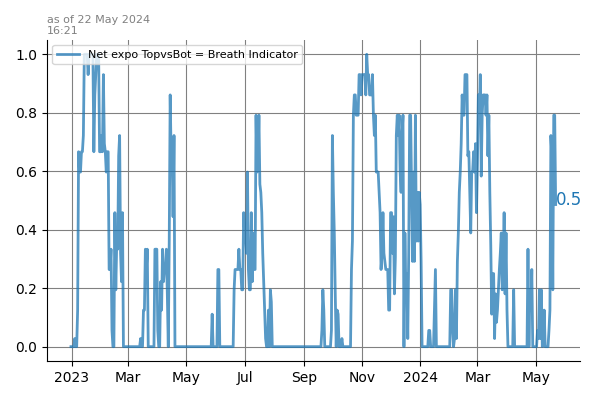 as of 22 May 2024
16:21
Net expo TopvsBot = Breath Indicator
1.0
0.8
0.6
0.4
0.2
0.0
0.5
2023 Mar May Jul Sep Nov 2024 Mar May